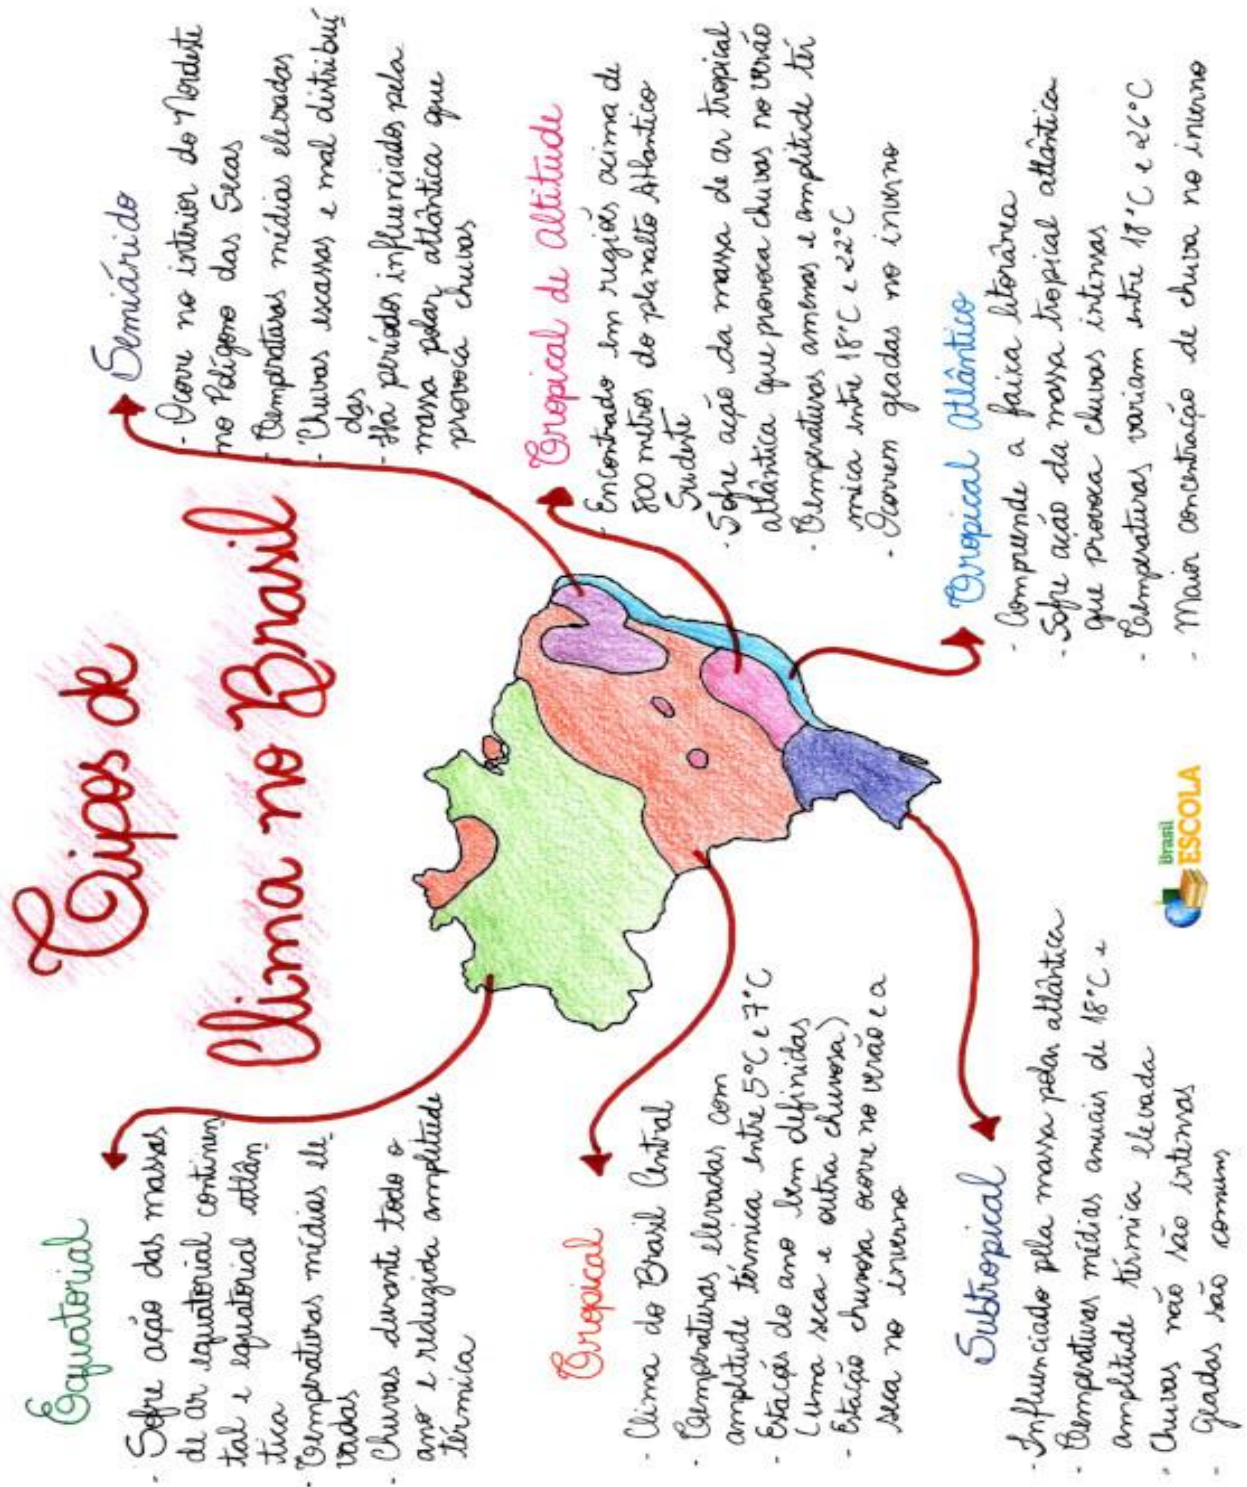 Tipos de
Clima no Brasil
Equatorial
- Sofre ação das massas
de ar equatorial continen
tal e equatorial atlân
tica
- Temperaturas médias ele
vadas
- Chuvas durante todo o
ano e reduzida amplitude
térmica
Tropical
- Clima do Brasil Central
- Temperaturas elevadas com
amplitude térmica entre 5°C e 7°C
- Estações do ano bem definidas
(uma seca e outra chuvosa)
- Estação chuvosa ocorre no verão e a
seca no inverno
Subtropical
- Influenciado pela massa polar atlântica
- Temperaturas médias anuais de 18°C e
amplitude térmica elevada
- Chuvas não são intensas
- Geadas são comuns
Semiárido
- Ocorre no interior do Nordeste
no Polígono das Secas
- Temperaturas médias elevadas
- Chuvas escassas e mal distribuí
das
- Há períodos influenciados pela
massa polar atlântica que
provoca chuvas
Tropical de altitude
- Encontrado em regiões acima de
800 metros do planalto Atlântico
Sudeste
- Sofre ação da massa de ar tropical
atlântica que provoca chuvas no verão
- Temperaturas amenas e amplitude tér
mica entre 18°C e 22°C
- Ocorrem geadas no inverno
Tropical atlântico
- Compreende a faixa litorânea
- Sofre ação da massa tropical atlântica
que provoca chuvas intensas
- Temperaturas variam entre 18°C e 26°C
- Maior concentração de chuva no inverno
Brasil
ESCOLA